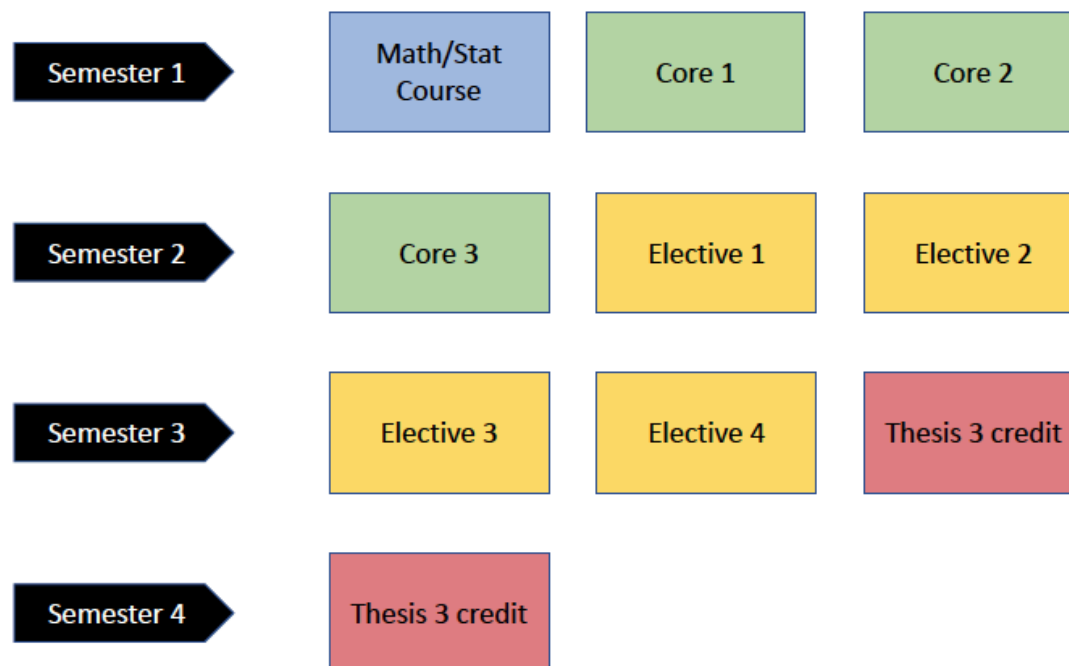 Semester 1
Math/Stat
Course
Core 1
Core 2
Semester 2
Core 3
Elective 1
Elective 2
Semester 3
Elective 3
Elective 4
Thesis 3 credit
Semester 4
Thesis 3 credit